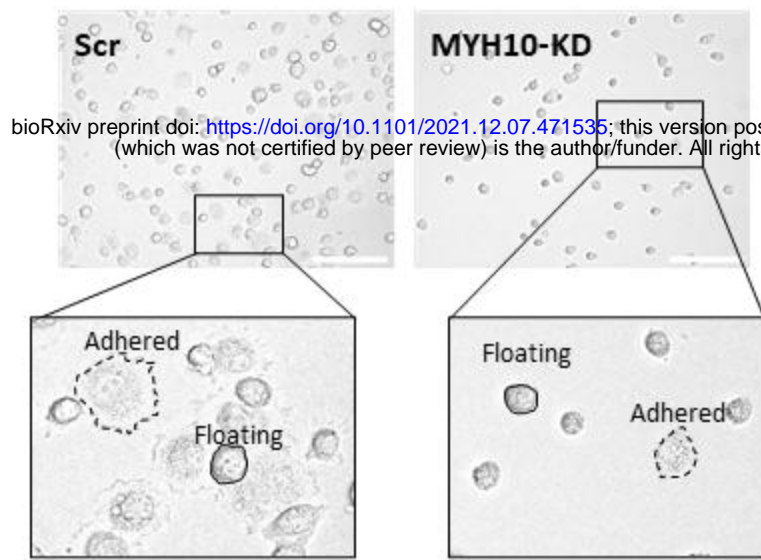 Scr
MYH10-KD
bioRxiv preprint doi: https://doi.org/10.1101/2021.12.07.471535; this version pos
(which was not certified by peer review) is the author/funder. All right
Adhered
Floating
Floating
Adhered